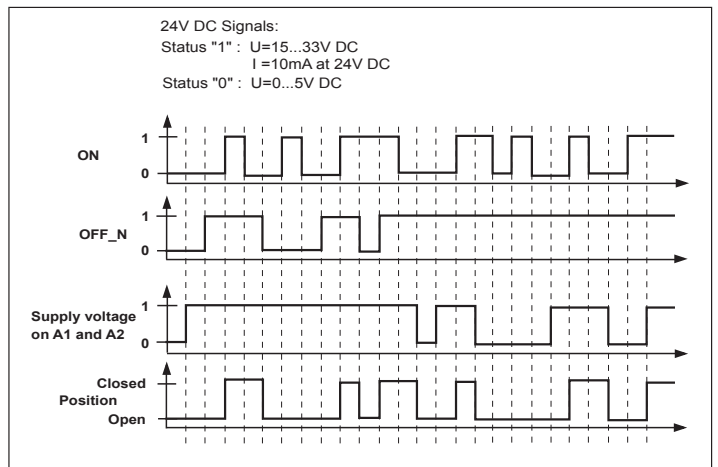 24V DC Signals:
Status "1" : U=15...33V DC
I =10mA at 24V DC
Status "0" : U=0...5V DC
1
ON
0
1
OFF_N
0
1
Supply voltage
on A1 and A2
0
Closed
Position
Open